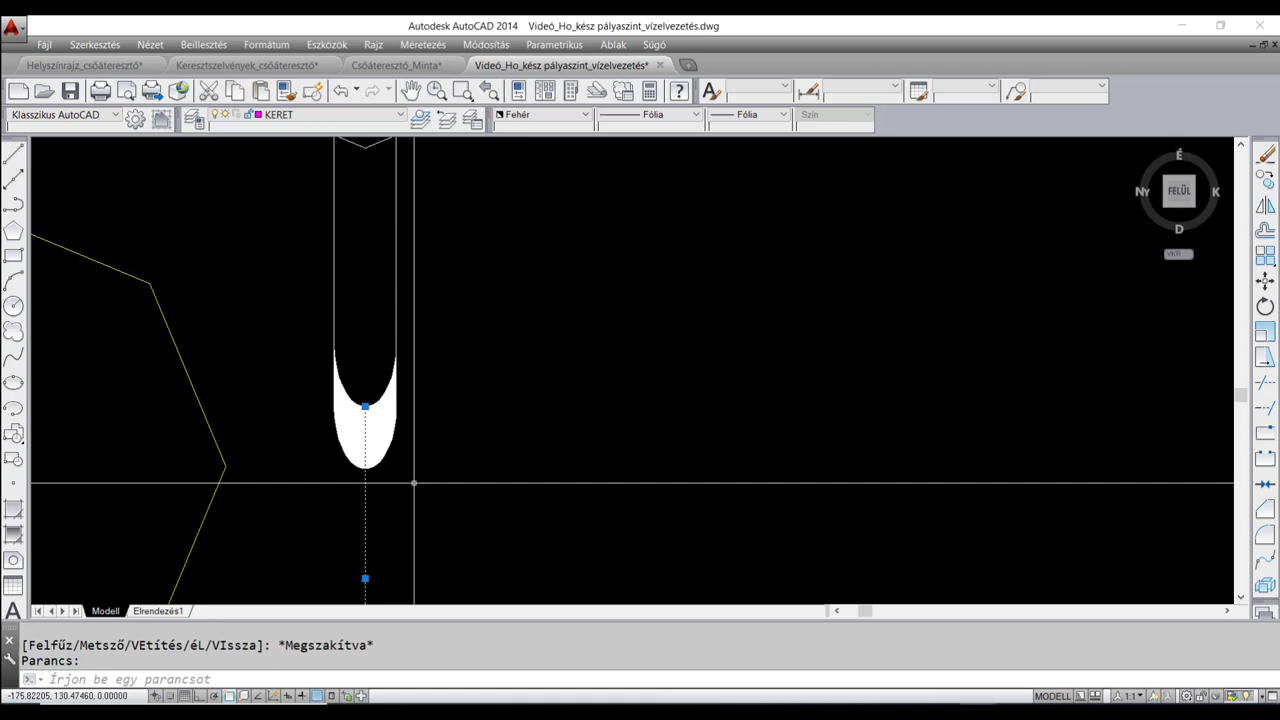 Autodesk AutoCAD 2014 Videó_Ho_kész pályaszint_vízelvezetés.dwg
Fájl Szerkesztés Nézet Beillesztés Formátum Eszközök Rajz Méretezés Módosítás Parametrikus Ablak Súgó
Helyszínrajz_csőáteresztő* Keresztszelvények_csőáteresztő* Csőáteresztő_Minta* Videó_Ho_kész pályaszint_vízelvezetés*
Klasszikus AutoCAD KERET Fehér Fólia Fólia Szín
É
NY FELÜL K
D
VKR
Modell Elrendezés1
[Felfűz/Metsző/VEtítés/éL/VIssza]: *Megszakítva*
Parancs:
Írjon be egy parancsot
-175.82205, 130.47460, 0.00000 MODELL 1:1